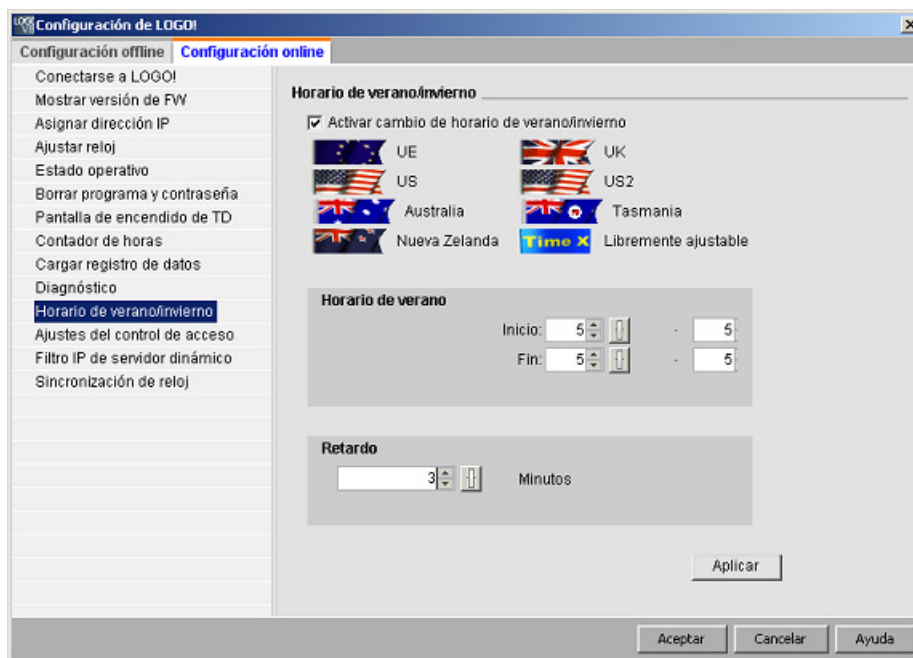 Configuración de LOGO!
Configuración offline
Configuración online
Conectarse a LOGO!
Mostrar versión de FW
Asignar dirección IP
Ajustar reloj
Estado operativo
Borrar programa y contraseña
Pantalla de encendido de TD
Contador de horas
Cargar registro de datos
Diagnóstico
Horario de verano/invierno
Ajustes del control de acceso
Filtro IP de servidor dinámico
Sincronización de reloj
Horario de verano/invierno
Activar cambio de horario de verano/invierno
UE
UK
US
US2
Australia
Tasmania
Nueva Zelanda
Time X
Libremente ajustable
Horario de verano
Inicio: 5 - 5
Fin: 5 - 5
Retardo
3 Minutos
Aplicar
Aceptar
Cancelar
Ayuda